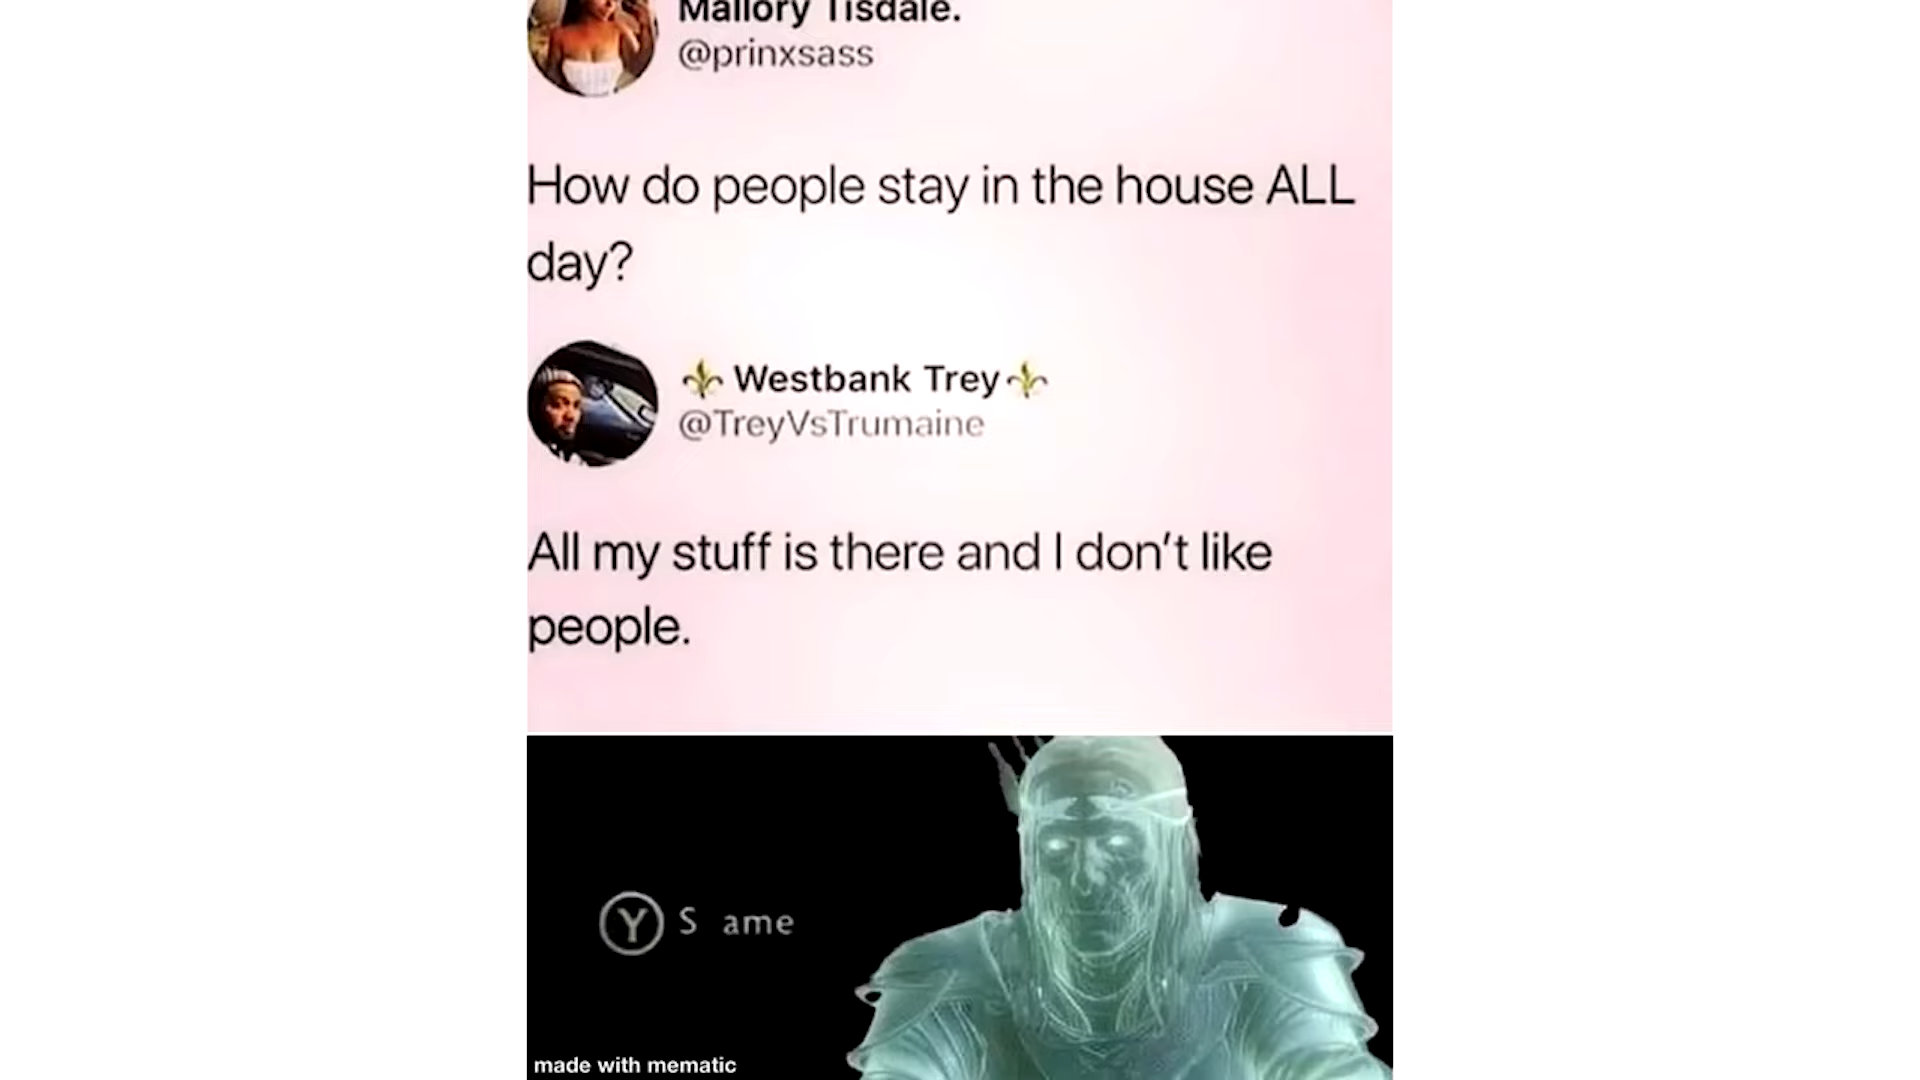 Mallory Tisdale.
@prinxsass
How do people stay in the house ALL
day?
⚜ Westbank Trey⚜
@TreyVsTrumaine
All my stuff is there and I don't like
people.
Y S ame
made with mematic